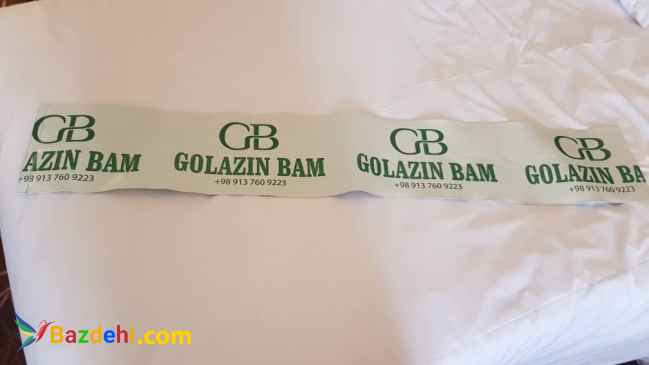 GB
AZIN BAM
+98 913 760 9223
GB
GOLAZIN BAM
+98 913 760 9223
GB
GOLAZIN BAM
+98 913 760 9223
GB
GOLAZIN BA
+98 913 760 9223
Bazdehi.com